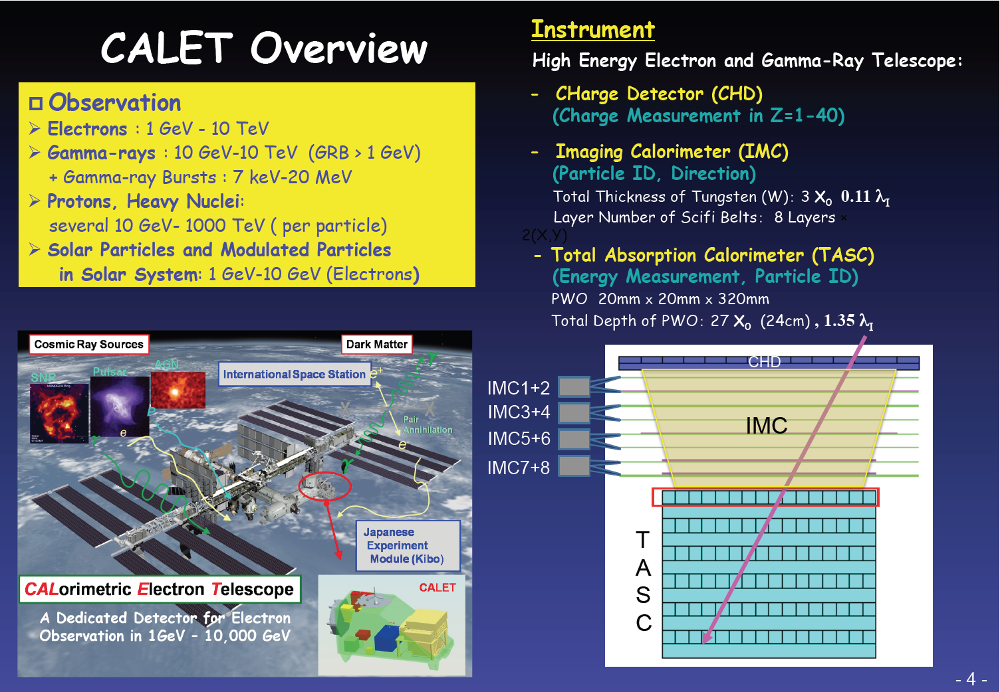 CALET Overview
□ Observation
➢ Electrons : 1 GeV - 10 TeV
➢ Gamma-rays : 10 GeV-10 TeV (GRB > 1 GeV)
+ Gamma-ray Bursts : 7 keV-20 MeV
➢ Protons, Heavy Nuclei:
several 10 GeV- 1000 TeV ( per particle)
➢ Solar Particles and Modulated Particles
in Solar System: 1 GeV-10 GeV (Electrons)
Cosmic Ray Sources
Dark Matter
SNR
Pulsar
AGN
MONOGEM Ring
International Space Station
e+
γ
X
X
Pair
Annihilation
e-
γ
P
e
γ
Japanese
Experiment
Module (Kibo)
CALorimetric Electron Telescope
A Dedicated Detector for Electron
Observation in 1GeV – 10,000 GeV
CALET
Instrument
High Energy Electron and Gamma-Ray Telescope:
- CHarge Detector (CHD)
(Charge Measurement in Z=1-40)
- Imaging Calorimeter (IMC)
(Particle ID, Direction)
Total Thickness of Tungsten (W): 3 X0 0.11 λI
Layer Number of Scifi Belts: 8 Layers ×
2(X,Y)
- Total Absorption Calorimeter (TASC)
(Energy Measurement, Particle ID)
PWO 20mm x 20mm x 320mm
Total Depth of PWO: 27 X0 (24cm) , 1.35 λI
CHD
IMC1+2
IMC3+4
IMC5+6
IMC7+8
IMC
T
A
S
C
- 4 -